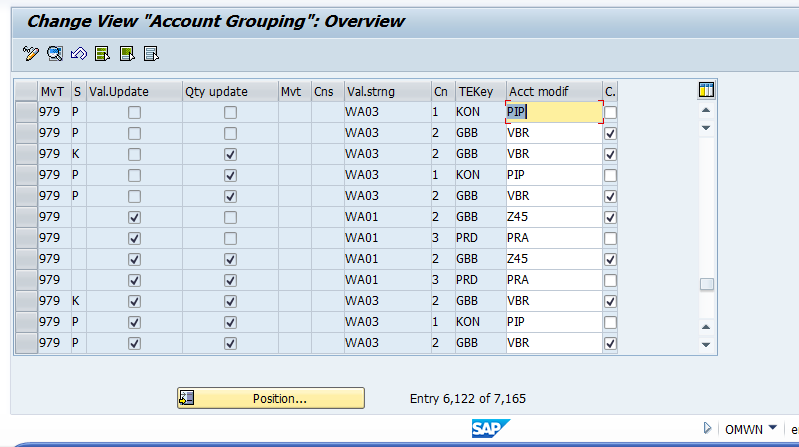 Change View "Account Grouping": Overview
MvT S Val.Update Qty update Mvt Cns Val.strng Cn TEKey Acct modif C.
979 P WA03 1 KON PIP
979 P WA03 2 GBB VBR
979 K WA03 2 GBB VBR
979 P WA03 1 KON PIP
979 P WA03 2 GBB VBR
979 WA01 2 GBB Z45
979 WA01 3 PRD PRA
979 WA01 2 GBB Z45
979 WA01 3 PRD PRA
979 K WA03 2 GBB VBR
979 P WA03 1 KON PIP
979 P WA03 2 GBB VBR
Position... Entry 6,122 of 7,165
SAP OMWN